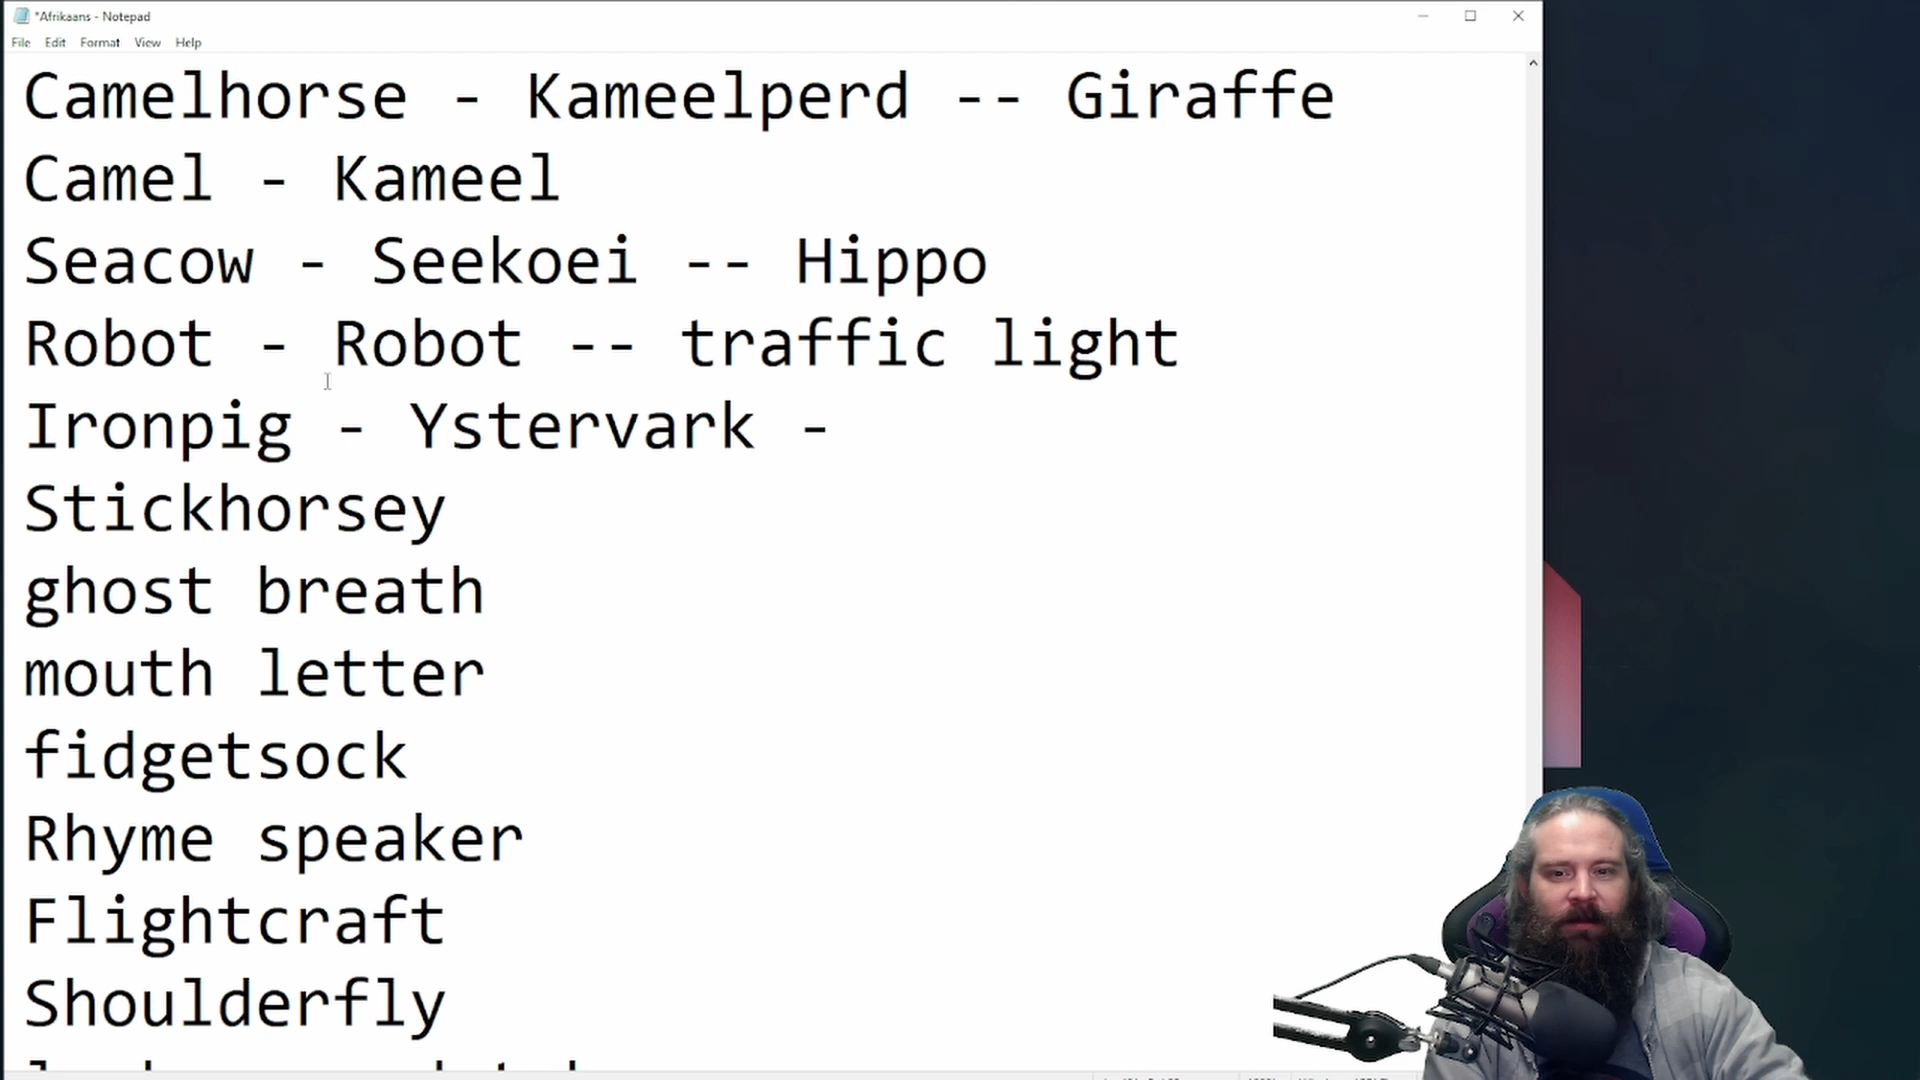 *Afrikaans - Notepad
File Edit Format View Help
Camelhorse - Kameelperd -- Giraffe
Camel - Kameel
Seacow - Seekoei -- Hippo
Robot - Robot -- traffic light
Ironpig - Ystervark -
Stickhorsey
ghost breath
mouth letter
fidgetsock
Rhyme speaker
Flightcraft
Shoulderfly